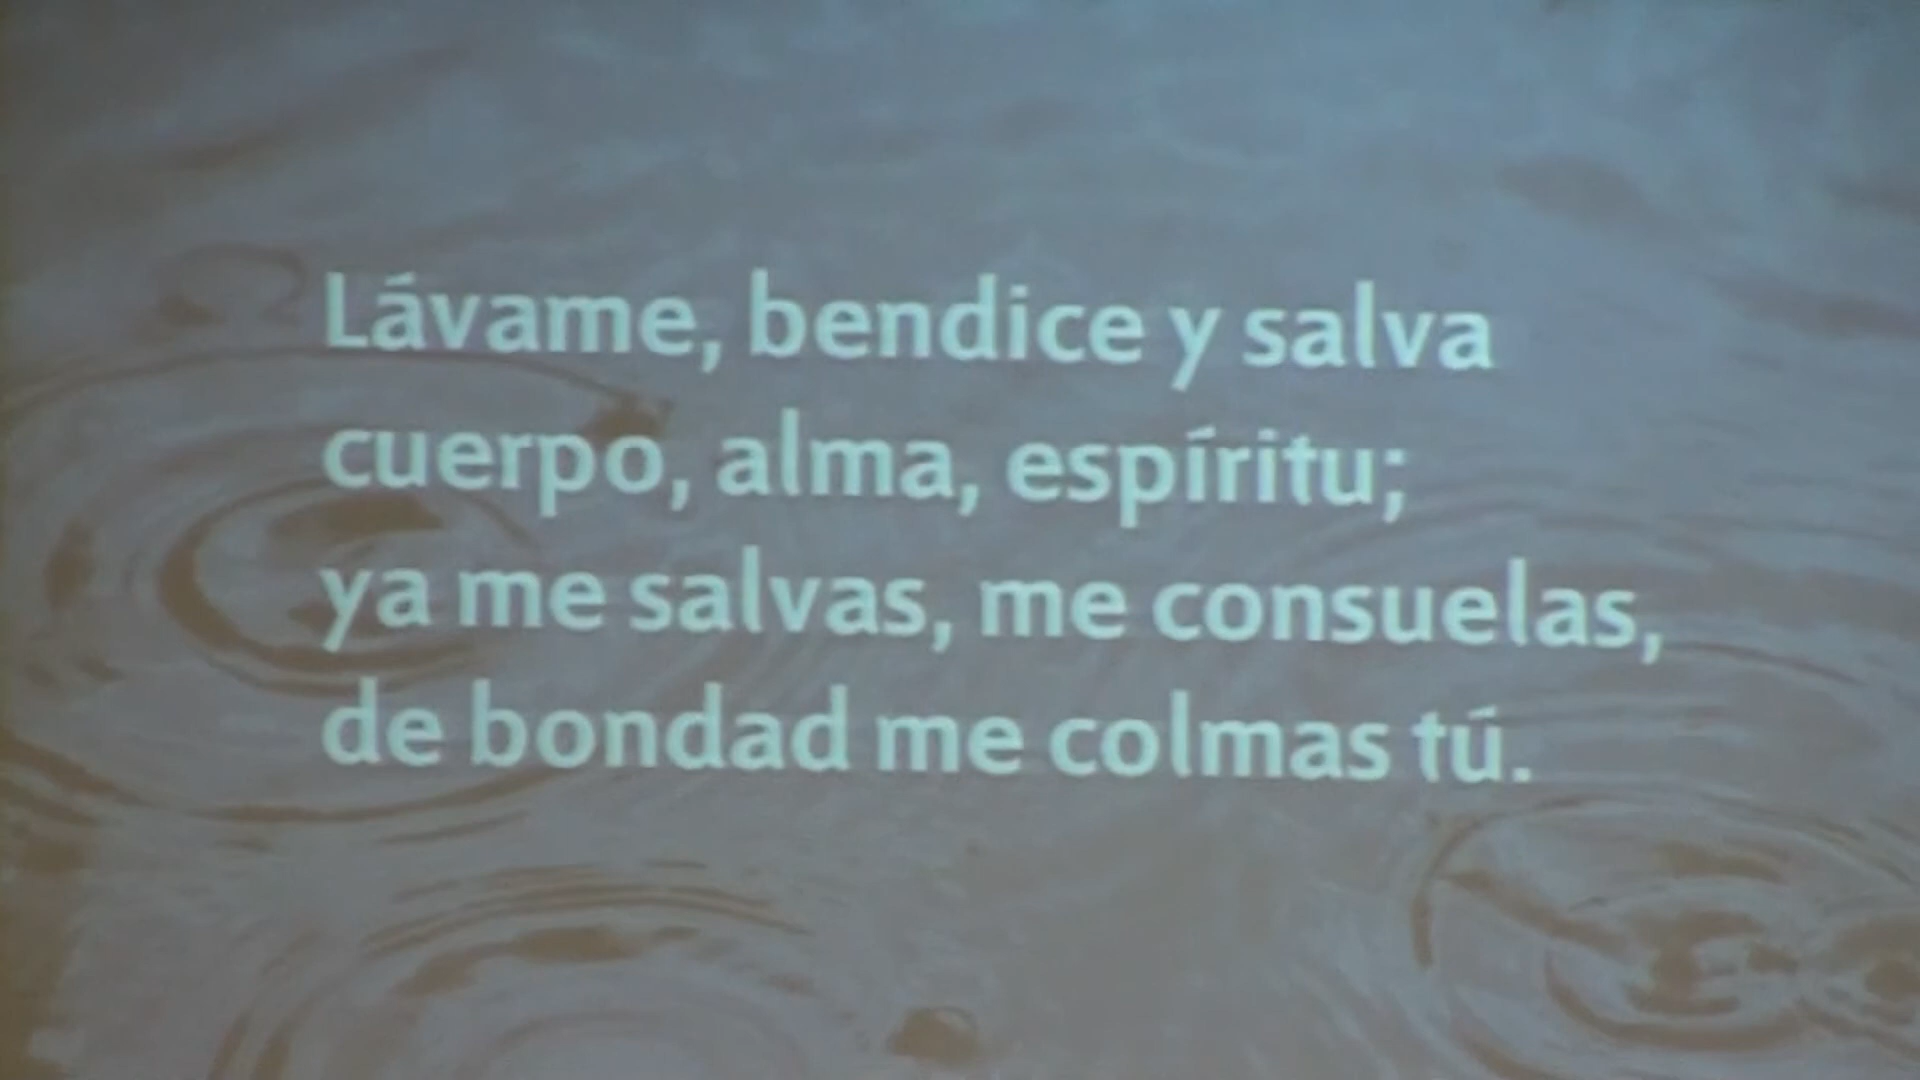 Lávame, bendice y salva
cuerpo, alma, espíritu;
ya me salvas, me consuelas,
de bondad me colmas tú.